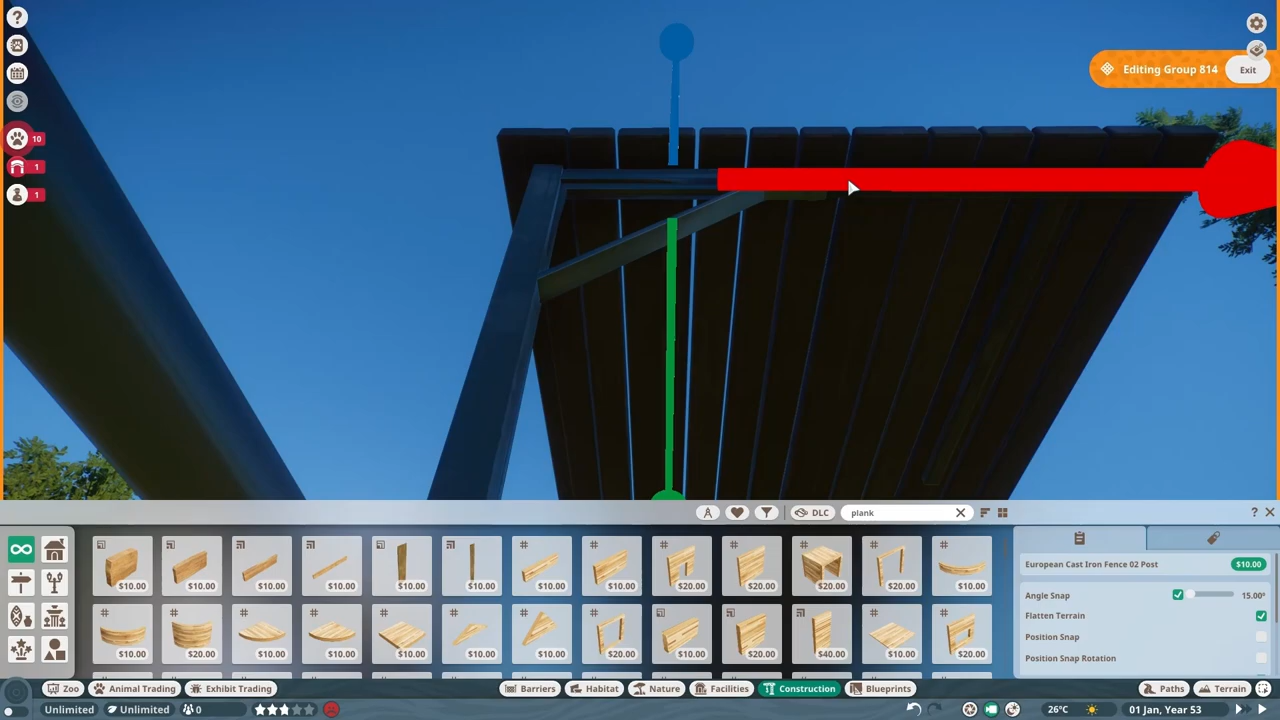 ?
Editing Group 814
Exit
10
1
1
DLC
plank
?
$10.00 $10.00 $10.00 $10.00 $10.00 $10.00 $10.00 $10.00 $20.00 $20.00 $20.00 $20.00 $10.00
$10.00 $20.00 $10.00 $10.00 $10.00 $10.00 $10.00 $20.00 $20.00 $20.00 $40.00 $10.00 $20.00
European Cast Iron Fence 02 Post $10.00
Angle Snap 15.00°
Flatten Terrain
Position Snap
Position Snap Rotation
Zoo Animal Trading Exhibit Trading Barriers Habitat Nature Facilities Construction Blueprints Paths Terrain
Unlimited Unlimited 0 26°C 01 Jan, Year 53